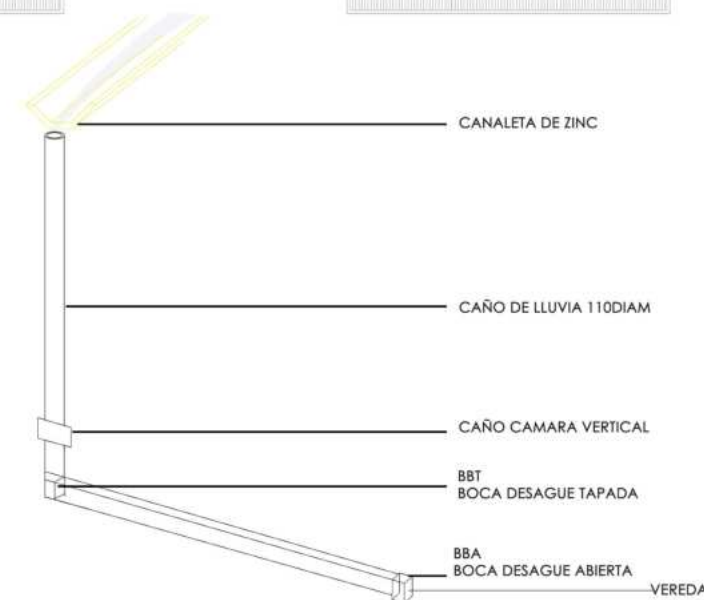 CANALETA DE ZINC
CAÑO DE LLUVIA 110DIAM
CAÑO CAMARA VERTICAL
BBT
BOCA DESAGUE TAPADA
BBA
BOCA DESAGUE ABIERTA
VEREDA